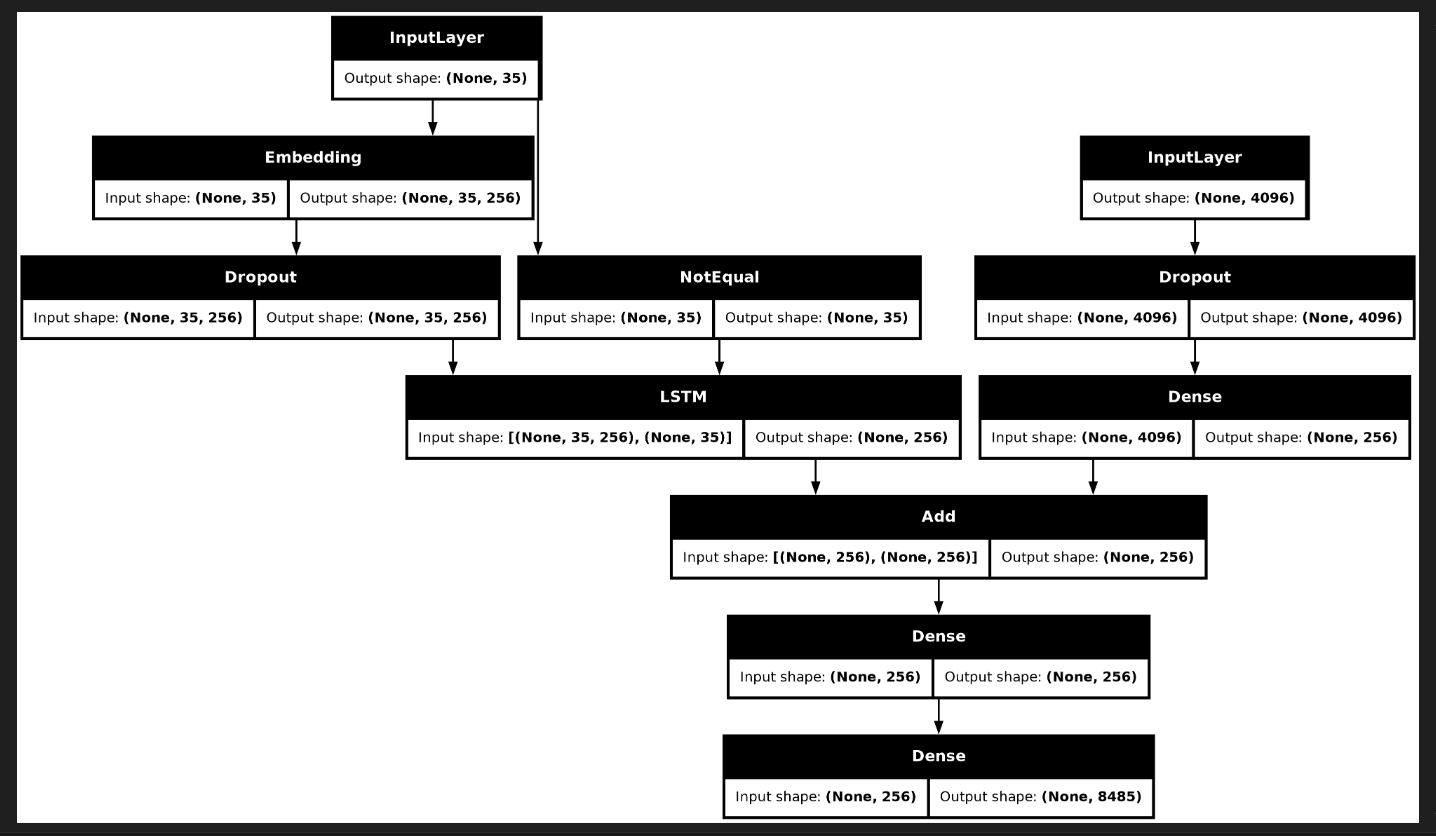 InputLayer
Output shape: (None, 35)
Embedding
Input shape: (None, 35) Output shape: (None, 35, 256)
InputLayer
Output shape: (None, 4096)
Dropout
Input shape: (None, 35, 256) Output shape: (None, 35, 256)
NotEqual
Input shape: (None, 35) Output shape: (None, 35)
Dropout
Input shape: (None, 4096) Output shape: (None, 4096)
LSTM
Input shape: [(None, 35, 256), (None, 35)] Output shape: (None, 256)
Dense
Input shape: (None, 4096) Output shape: (None, 256)
Add
Input shape: [(None, 256), (None, 256)] Output shape: (None, 256)
Dense
Input shape: (None, 256) Output shape: (None, 256)
Dense
Input shape: (None, 256) Output shape: (None, 8485)